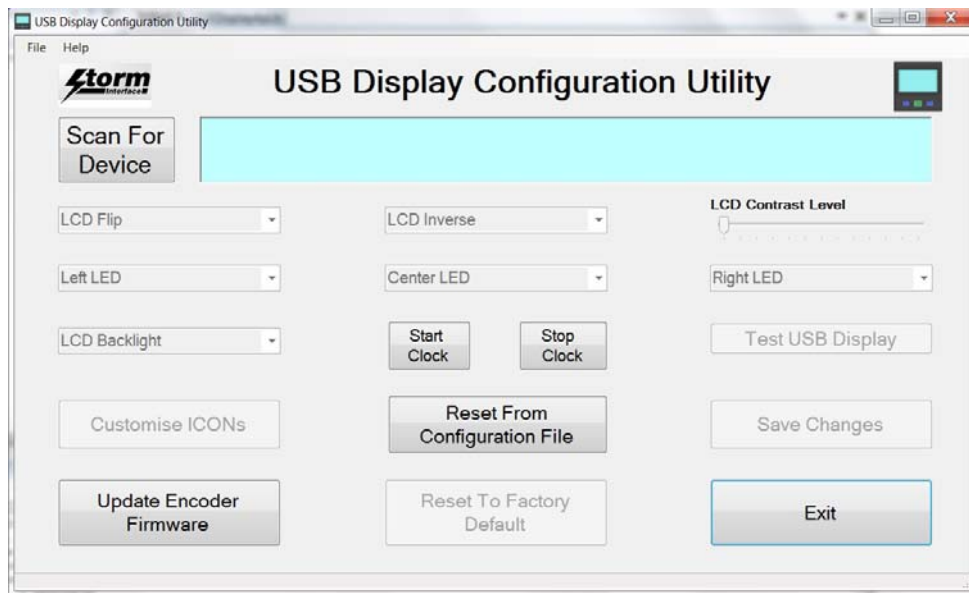 USB Display Configuration Utility
File Help
Storm
Interface
USB Display Configuration Utility
Scan For
Device
LCD Flip
LCD Inverse
LCD Contrast Level
Left LED
Center LED
Right LED
LCD Backlight
Start
Clock
Stop
Clock
Test USB Display
Customise ICONs
Reset From
Configuration File
Save Changes
Update Encoder
Firmware
Reset To Factory
Default
Exit